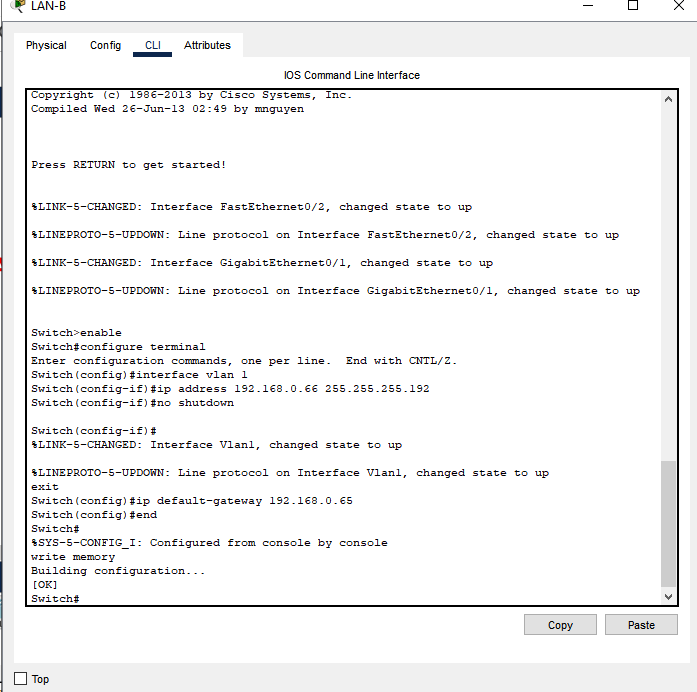 LAN-B
Physical Config CLI Attributes
IOS Command Line Interface
Copyright (c) 1986-2013 by Cisco Systems, Inc.
Compiled Wed 26-Jun-13 02:49 by mnguyen
Press RETURN to get started!
%LINK-5-CHANGED: Interface FastEthernet0/2, changed state to up
%LINEPROTO-5-UPDOWN: Line protocol on Interface FastEthernet0/2, changed state to up
%LINK-5-CHANGED: Interface GigabitEthernet0/1, changed state to up
%LINEPROTO-5-UPDOWN: Line protocol on Interface GigabitEthernet0/1, changed state to up
Switch>enable
Switch#configure terminal
Enter configuration commands, one per line.  End with CNTL/Z.
Switch(config)#interface vlan 1
Switch(config-if)#ip address 192.168.0.66 255.255.255.192
Switch(config-if)#no shutdown
Switch(config-if)#
%LINK-5-CHANGED: Interface Vlan1, changed state to up
%LINEPROTO-5-UPDOWN: Line protocol on Interface Vlan1, changed state to up
exit
Switch(config)#ip default-gateway 192.168.0.65
Switch(config)#end
Switch#
%SYS-5-CONFIG_I: Configured from console by console
write memory
Building configuration...
[OK]
Switch#
Copy Paste
Top